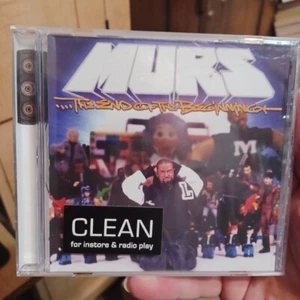 MURS
....THE END OF THE BEGINNING
M
L
CLEAN
for instore & radio play